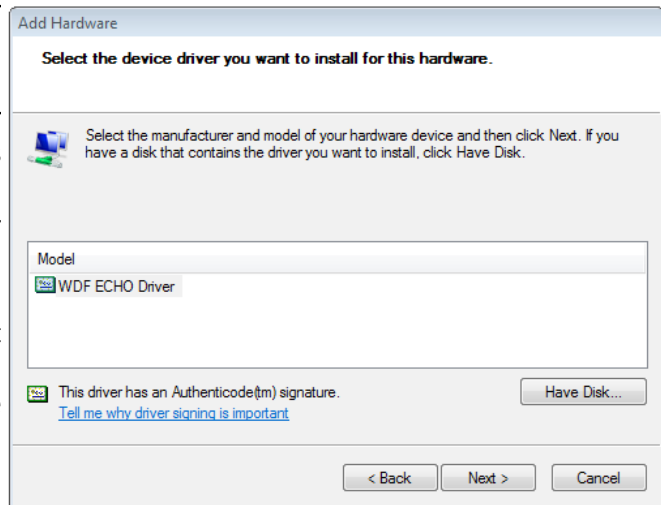 Add Hardware
Select the device driver you want to install for this hardware.
Select the manufacturer and model of your hardware device and then click Next. If you
have a disk that contains the driver you want to install, click Have Disk.
Model
WDF ECHO Driver
This driver has an Authenticode(tm) signature.
Have Disk...
Tell me why driver signing is important
< Back
Next >
Cancel